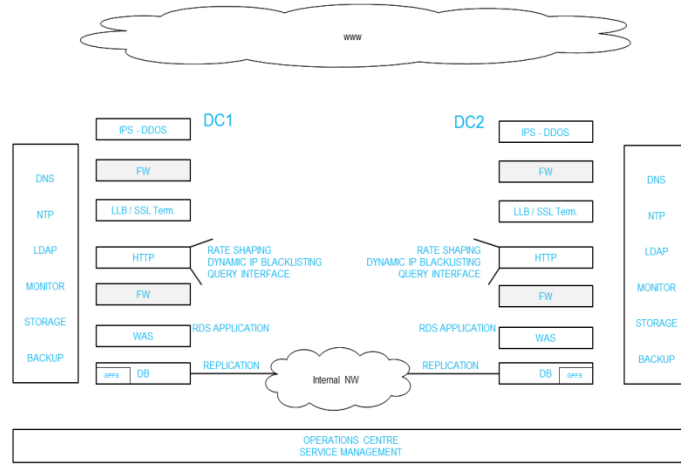 www
DC1
DC2
IPS - DDOS
IPS - DDOS
FW
FW
DNS
DNS
LLB / SSL Term.
LLB / SSL Term.
NTP
NTP
RATE SHAPING
DYNAMIC IP BLACKLISTING
QUERY INTERFACE
RATE SHAPING
DYNAMIC IP BLACKLISTING
QUERY INTERFACE
LDAP
HTTP
HTTP
LDAP
MONITOR
FW
FW
MONITOR
STORAGE
RDS APPLICATION
RDS APPLICATION
STORAGE
WAS
WAS
BACKUP
REPLICATION
REPLICATION
BACKUP
GPFS
DB
Internal NW
DB
GPFS
OPERATIONS CENTRE
SERVICE MANAGEMENT